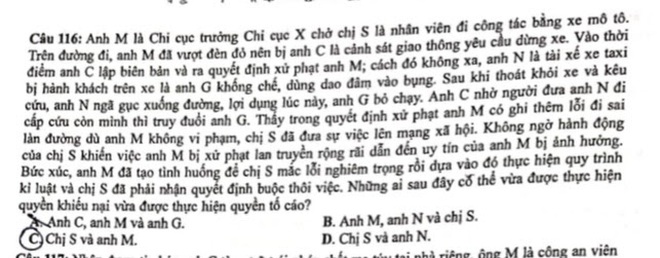 Câu 116: Anh M là Chi cục trưởng Chi cục X chở chị S là nhân viên đi công tác bằng xe mô tô.
Trên đường đi, anh M đã vượt đèn đỏ nên bị anh C là cảnh sát giao thông yêu cầu dừng xe. Vào thời
điểm anh C lập biên bản và ra quyết định xử phạt anh M; cách đó không xa, anh N là tài xế xe taxi
bị hành khách trên xe là anh G khống chế, dùng dao đâm vào bụng. Sau khi thoát khỏi xe và kêu
cứu, anh N ngã gục xuống đường, lợi dụng lúc này, anh G bỏ chạy. Anh C nhờ người đưa anh N đi
cấp cứu còn mình thì truy đuổi anh G. Thấy trong quyết định xử phạt anh M có ghi thêm lỗi đi sai
làn đường dù anh M không vi phạm, chị S đã đưa sự việc lên mạng xã hội. Không ngờ hành động
của chị S khiến việc anh M bị xử phạt lan truyền rộng rãi dẫn đến uy tín của anh M bị ảnh hưởng.
Bức xúc, anh M đã tạo tình huống để chị S mắc lỗi nghiêm trọng rồi dựa vào đó thực hiện quy trình
kỉ luật và chị S đã phải nhận quyết định buộc thôi việc. Những ai sau đây có thể vừa được thực hiện
quyền khiếu nại vừa được thực hiện quyền tố cáo?
A. Anh C, anh M và anh G. B. Anh M, anh N và chị S.
C. Chị S và anh M. D. Chị S và anh N.
nhà riêng, ông M là công an viên